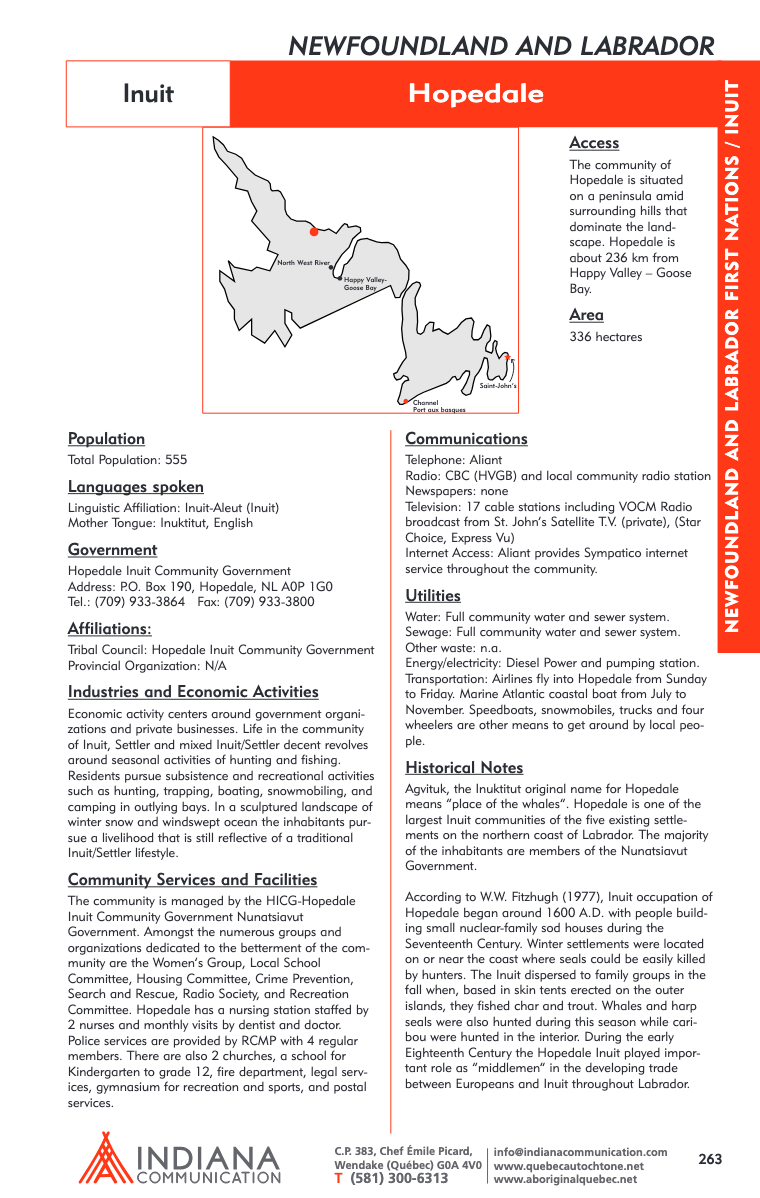 NEWFOUNDLAND AND LABRADOR
Inuit
Hopedale
NEWFOUNDLAND AND LABRADOR FIRST NATIONS / INUIT
North West River
Happy Valley-
Goose Bay
Saint-John's
Channel
Port aux basques
Access
The community of
Hopedale is situated
on a peninsula amid
surrounding hills that
dominate the land-
scape. Hopedale is
about 236 km from
Happy Valley – Goose
Bay.
Area
336 hectares
Population
Total Population: 555
Languages spoken
Linguistic Affiliation: Inuit-Aleut (Inuit)
Mother Tongue: Inuktitut, English
Government
Hopedale Inuit Community Government
Address: P.O. Box 190, Hopedale, NL A0P 1G0
Tel.: (709) 933-3864   Fax: (709) 933-3800
Affiliations:
Tribal Council: Hopedale Inuit Community Government
Provincial Organization: N/A
Industries and Economic Activities
Economic activity centers around government organi-
zations and private businesses. Life in the community
of Inuit, Settler and mixed Inuit/Settler decent revolves
around seasonal activities of hunting and fishing.
Residents pursue subsistence and recreational activities
such as hunting, trapping, boating, snowmobiling, and
camping in outlying bays. In a sculptured landscape of
winter snow and windswept ocean the inhabitants pur-
sue a livelihood that is still reflective of a traditional
Inuit/Settler lifestyle.
Community Services and Facilities
The community is managed by the HICG-Hopedale
Inuit Community Government Nunatsiavut
Government. Amongst the numerous groups and
organizations dedicated to the betterment of the com-
munity are the Women's Group, Local School
Committee, Housing Committee, Crime Prevention,
Search and Rescue, Radio Society, and Recreation
Committee. Hopedale has a nursing station staffed by
2 nurses and monthly visits by dentist and doctor.
Police services are provided by RCMP with 4 regular
members. There are also 2 churches, a school for
Kindergarten to grade 12, fire department, legal serv-
ices, gymnasium for recreation and sports, and postal
services.
Communications
Telephone: Aliant
Radio: CBC (HVGB) and local community radio station
Newspapers: none
Television: 17 cable stations including VOCM Radio
broadcast from St. John's Satellite T.V. (private), (Star
Choice, Express Vu)
Internet Access: Aliant provides Sympatico internet
service throughout the community.
Utilities
Water: Full community water and sewer system.
Sewage: Full community water and sewer system.
Other waste: n.a.
Energy/electricity: Diesel Power and pumping station.
Transportation: Airlines fly into Hopedale from Sunday
to Friday. Marine Atlantic coastal boat from July to
November. Speedboats, snowmobiles, trucks and four
wheelers are other means to get around by local peo-
ple.
Historical Notes
Agvituk, the Inuktitut original name for Hopedale
means "place of the whales". Hopedale is one of the
largest Inuit communities of the five existing settle-
ments on the northern coast of Labrador. The majority
of the inhabitants are members of the Nunatsiavut
Government.
According to W.W. Fitzhugh (1977), Inuit occupation of
Hopedale began around 1600 A.D. with people build-
ing small nuclear-family sod houses during the
Seventeenth Century. Winter settlements were located
on or near the coast where seals could be easily killed
by hunters. The Inuit dispersed to family groups in the
fall when, based in skin tents erected on the outer
islands, they fished char and trout. Whales and harp
seals were also hunted during this season while cari-
bou were hunted in the interior. During the early
Eighteenth Century the Hopedale Inuit played impor-
tant role as "middlemen" in the developing trade
between Europeans and Inuit throughout Labrador.
INDIANA
COMMUNICATION
C.P. 383, Chef Émile Picard,
Wendake (Québec) G0A 4V0
T (581) 300-6313
info@indianacommunication.com
www.quebecautochtone.net
www.aboriginalquebec.net
263